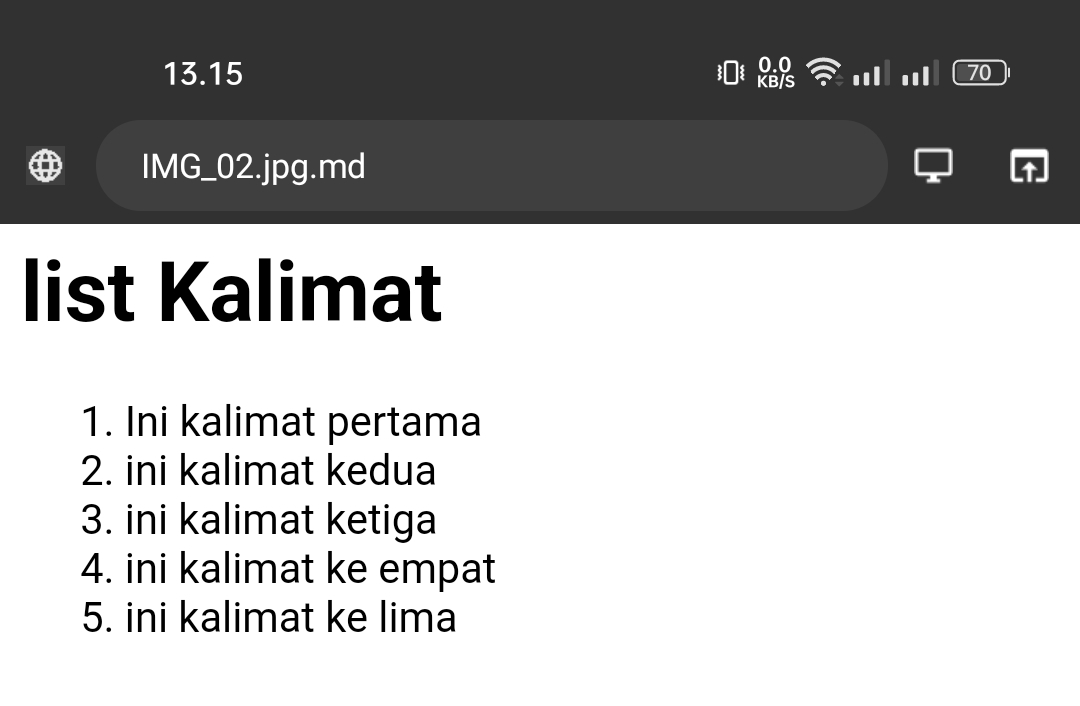 13.15
0.0
KB/S
70
IMG_02.jpg.md
list Kalimat
1. Ini kalimat pertama
2. ini kalimat kedua
3. ini kalimat ketiga
4. ini kalimat ke empat
5. ini kalimat ke lima